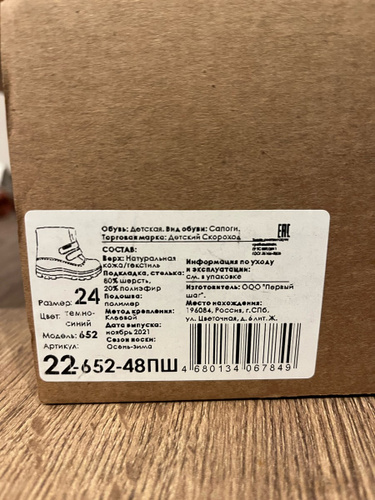 Обувь: Детская. Вид обуви: Сапоги.
Торговая марка: Детский Скороход
СОСТАВ:
Верх: Натуральная
кожа/текстиль
Подкладка, стелька:
80% шерсть,
20% полиэфир
Подошва:
полимер
Метод крепления:
Клеевой
Дата выпуска:
ноябрь 2021
Сезон носки:
Осень-зима
Размер: 24
Цвет: темно-
синий
Модель: 652
Артикул:
22-652-48ПШ
EAC
Информация по уходу
и эксплуатации:
см. в упаковке
Изготовитель: ООО "Первый
шаг".
Место нахождения:
196084, Россия, г.СПб,
ул. Цветочная, д. 6 лит. Ж.
4 680134 067849